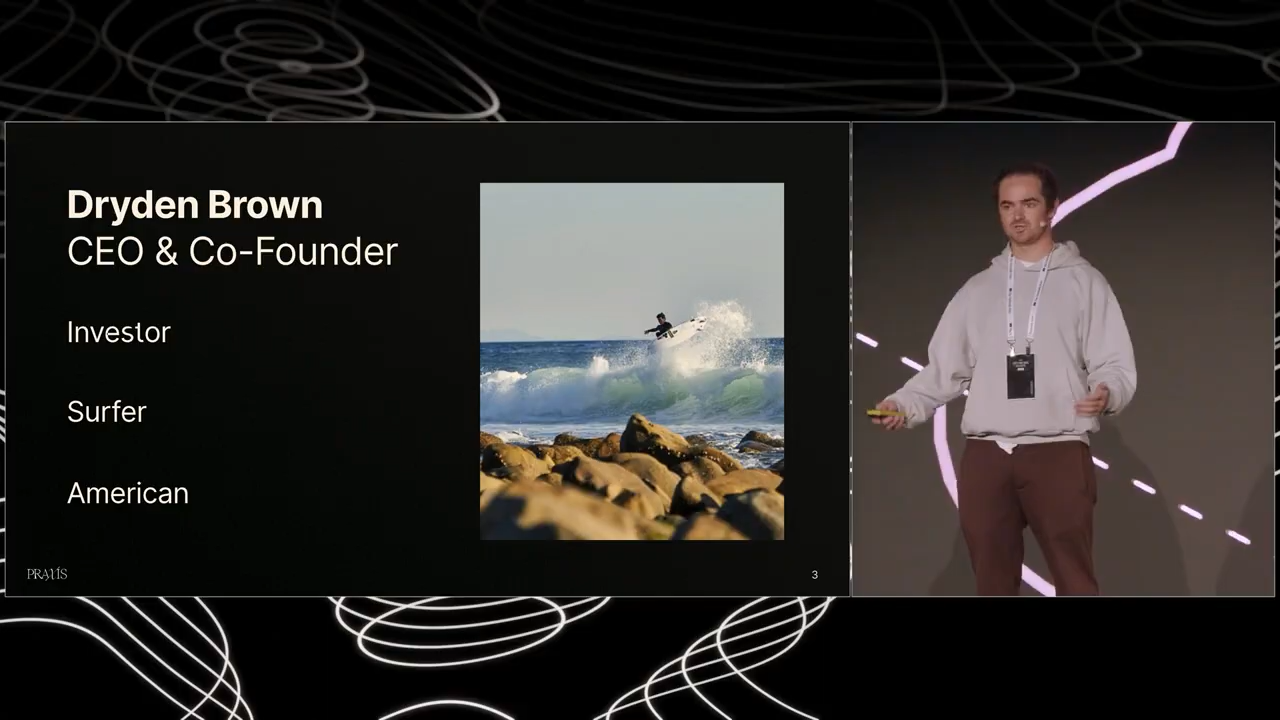 Dryden Brown
CEO & Co-Founder
Investor
Surfer
American
PRAXIS
3